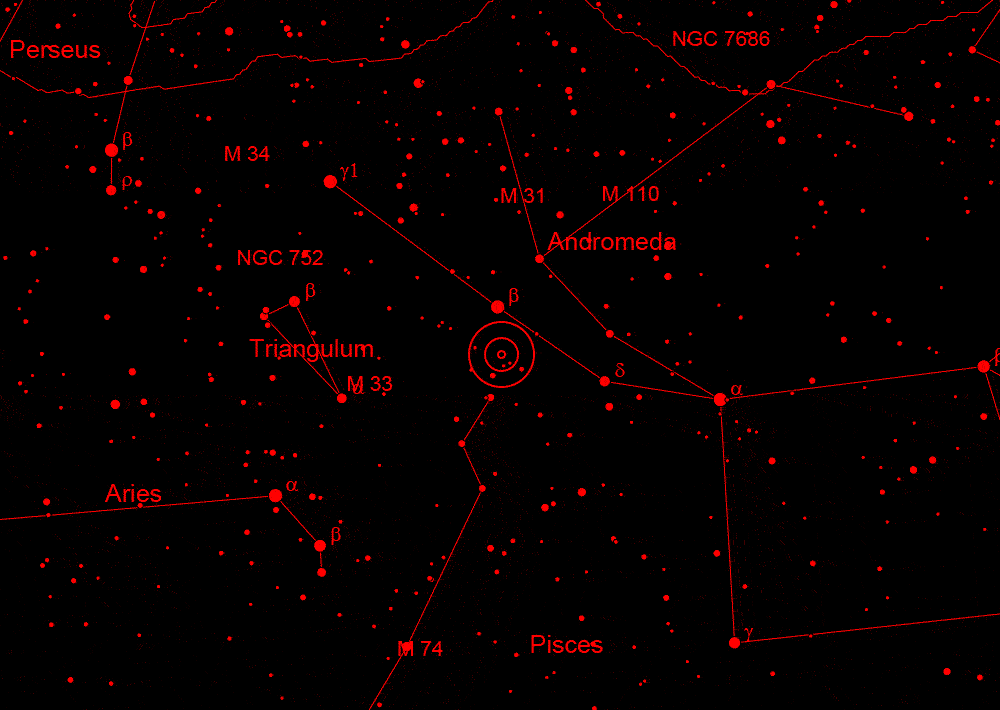 NGC 7686
Perseus
β
M 34
γ1
ρ
M 31
M 110
Andromeda
NGC 752
β
β
Triangulum
β
δ
M 33
α
α
α
Aries
β
γ
M 74
Pisces